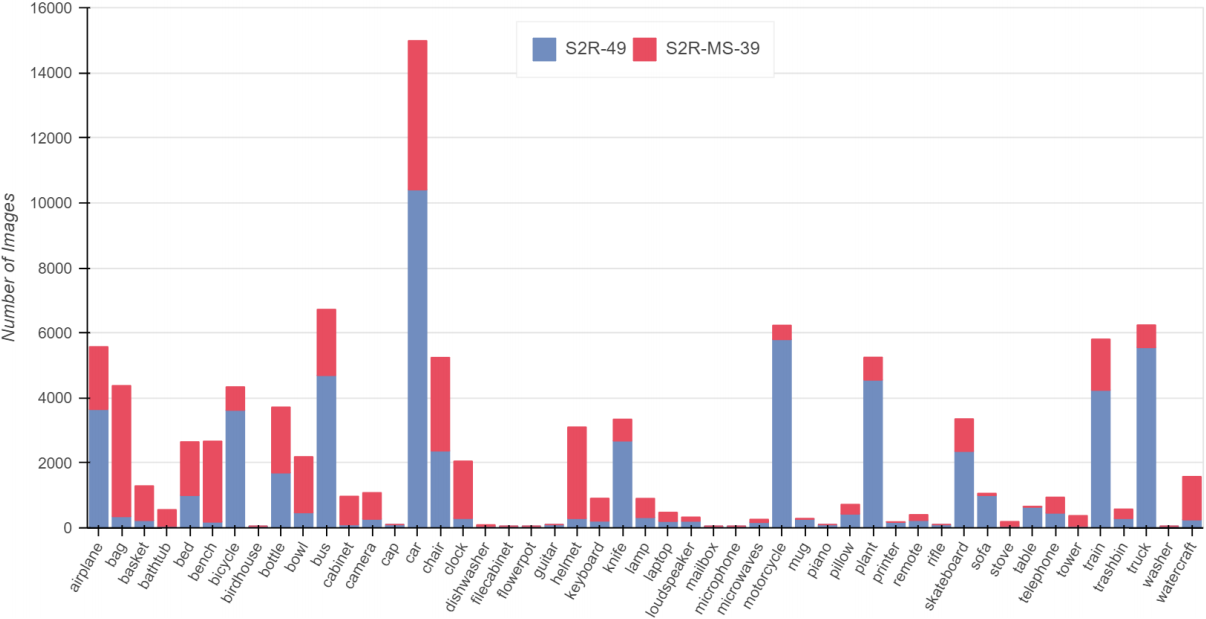 16000
14000
12000
10000
8000
6000
4000
2000
0
Number of Images
S2R-49 S2R-MS-39
airplane
bag
basket
bathtub
bed
bench
bicycle
birdhouse
bottle
bowl
bus
cabinet
camera
cap
car
chair
clock
dishwasher
filecabinet
flowerpot
guitar
helmet
keyboard
knife
lamp
laptop
loudspeaker
mailbox
microphone
microwaves
motorcycle
mug
piano
pillow
plant
printer
remote
rifle
skateboard
sofa
stove
table
telephone
tower
train
trashbin
truck
washer
watercraft